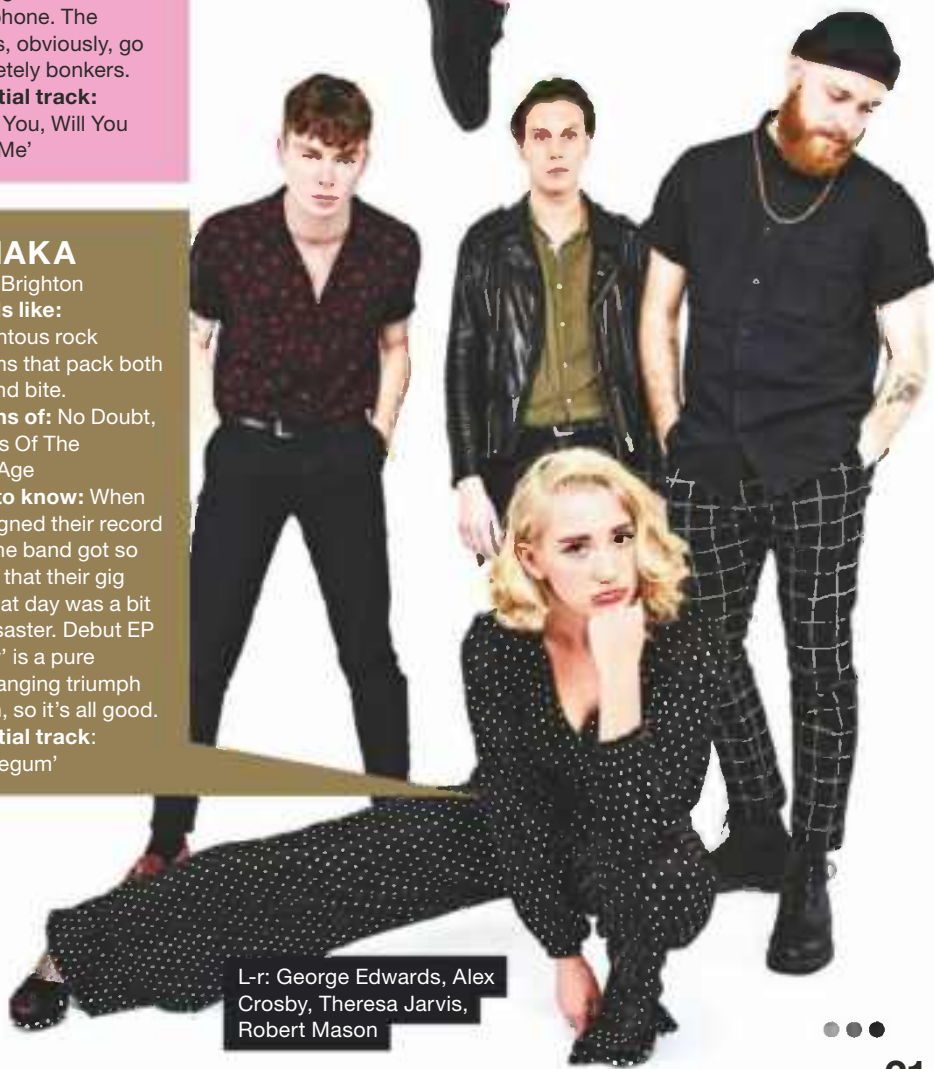 phone. The
s, obviously, go
etely bonkers.
tial track:
You, Will You
Me’
AKA
Brighton
s like:
ntous rock
ns that pack both
nd bite.
ns of: No Doubt,
s Of The
Age
to know: When
igned their record
he band got so
that their gig
at day was a bit
saster. Debut EP
’ is a pure
anging triumph
, so it’s all good.
tial track:
egum’
L-r: George Edwards, Alex
Crosby, Theresa Jarvis,
Robert Mason